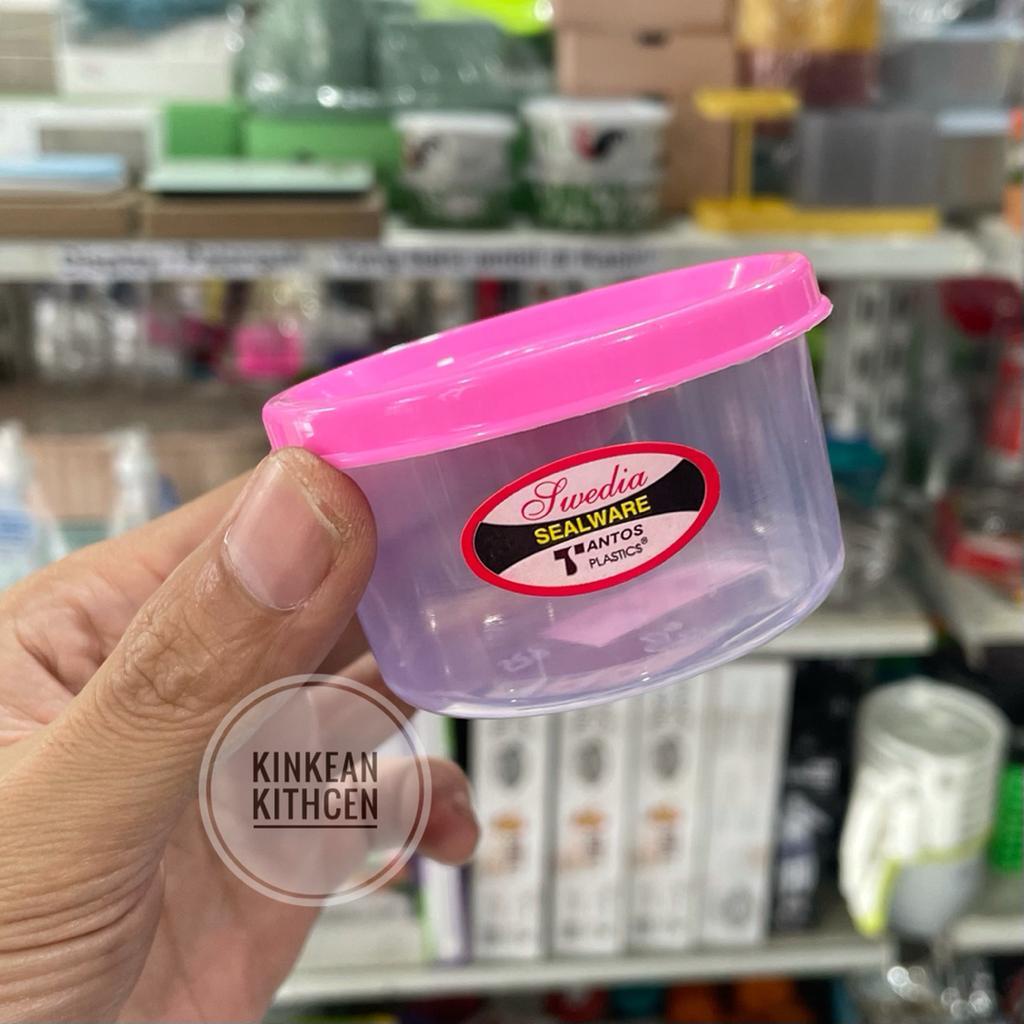 Swedia
SEALWARE
TANTOS
PLASTICS®
KINKEAN
KITHCEN